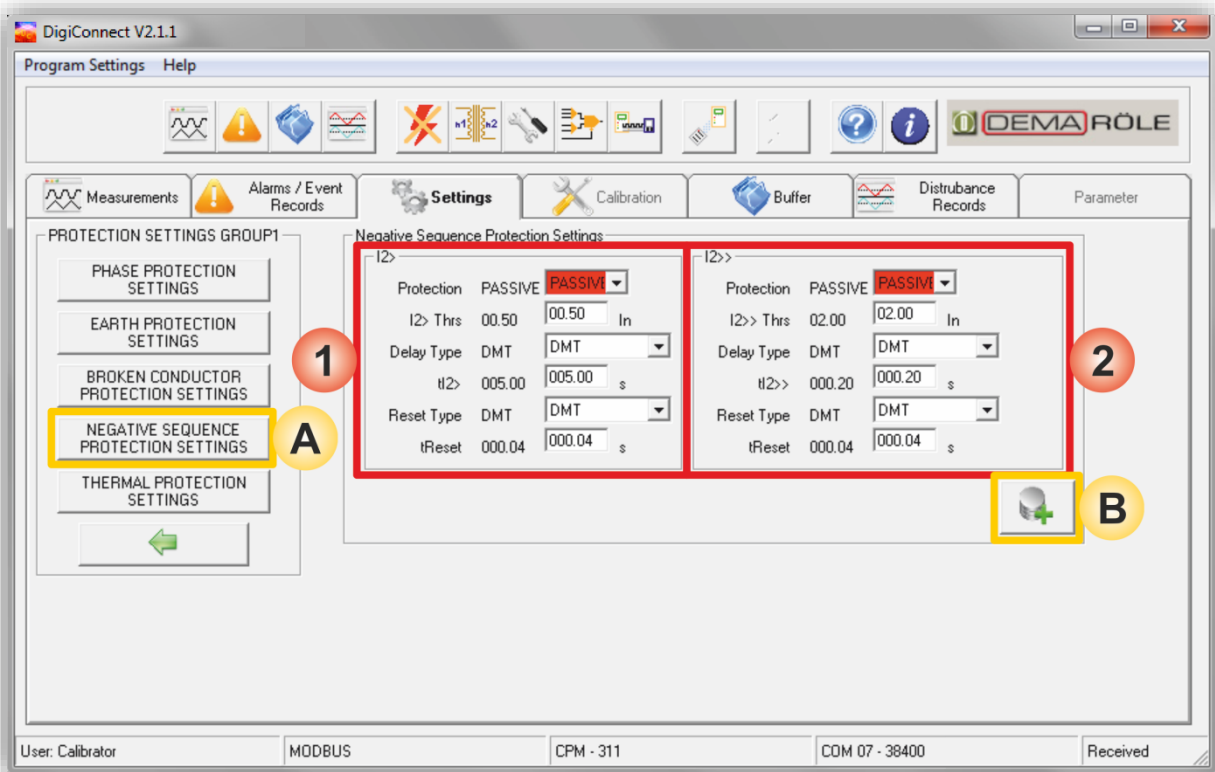 DigiConnect V2.1.1
Program Settings Help
n1 n2
DEMA RÖLE
Measurements
Alarms / Event
Records
Settings
Calibration
Buffer
Distrubance
Records
Parameter
PROTECTION SETTINGS GROUP1
PHASE PROTECTION
SETTINGS
EARTH PROTECTION
SETTINGS
BROKEN CONDUCTOR
PROTECTION SETTINGS
NEGATIVE SEQUENCE
PROTECTION SETTINGS
A
THERMAL PROTECTION
SETTINGS
Negative Sequence Protection Settings
1
I2>
Protection PASSIVE PASSIVE
I2> Thrs 00.50 00.50 In
Delay Type DMT DMT
tI2> 005.00 005.00 s
Reset Type DMT DMT
tReset 000.04 000.04 s
I2>>
Protection PASSIVE PASSIVE
I2>> Thrs 02.00 02.00 In
Delay Type DMT DMT
tI2>> 000.20 000.20 s
Reset Type DMT DMT
tReset 000.04 000.04 s
2
B
User: Calibrator MODBUS CPM - 311 COM 07 - 38400 Received